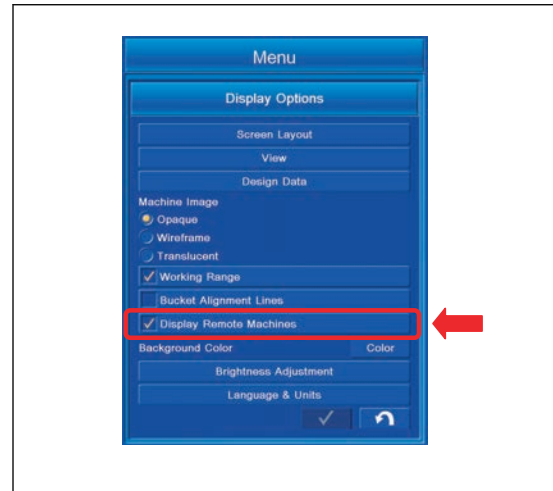 Menu
Display Options
Screen Layout
View
Design Data
Machine Image
Opaque
Wireframe
Translucent
Working Range
Bucket Alignment Lines
Display Remote Machines
Background Color Color
Brightness Adjustment
Language & Units